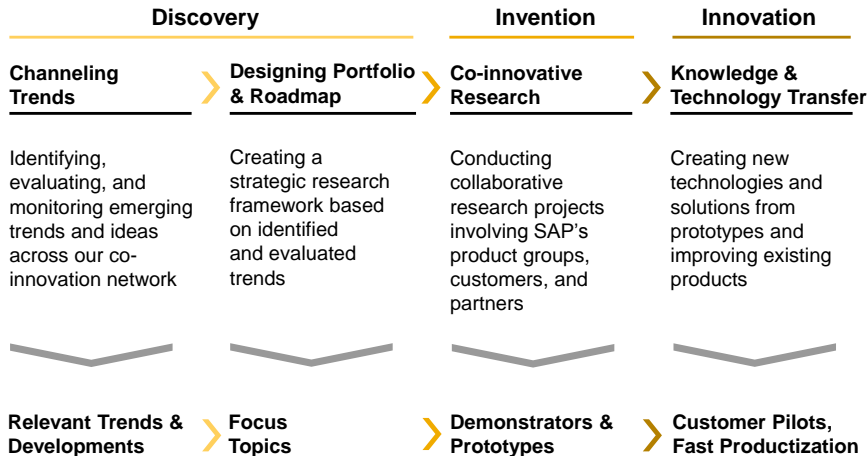 Discovery
Invention
Innovation
Channeling
Trends
Designing Portfolio
& Roadmap
Co-innovative
Research
Knowledge &
Technology Transfer
Identifying,
evaluating, and
monitoring emerging
trends and ideas
across our co-
innovation network
Creating a
strategic research
framework based
on identified
and evaluated
trends
Conducting
collaborative
research projects
involving SAP's
product groups,
customers, and
partners
Creating new
technologies and
solutions from
prototypes and
improving existing
products
Relevant Trends &
Developments
Focus
Topics
Demonstrators &
Prototypes
Customer Pilots,
Fast Productization